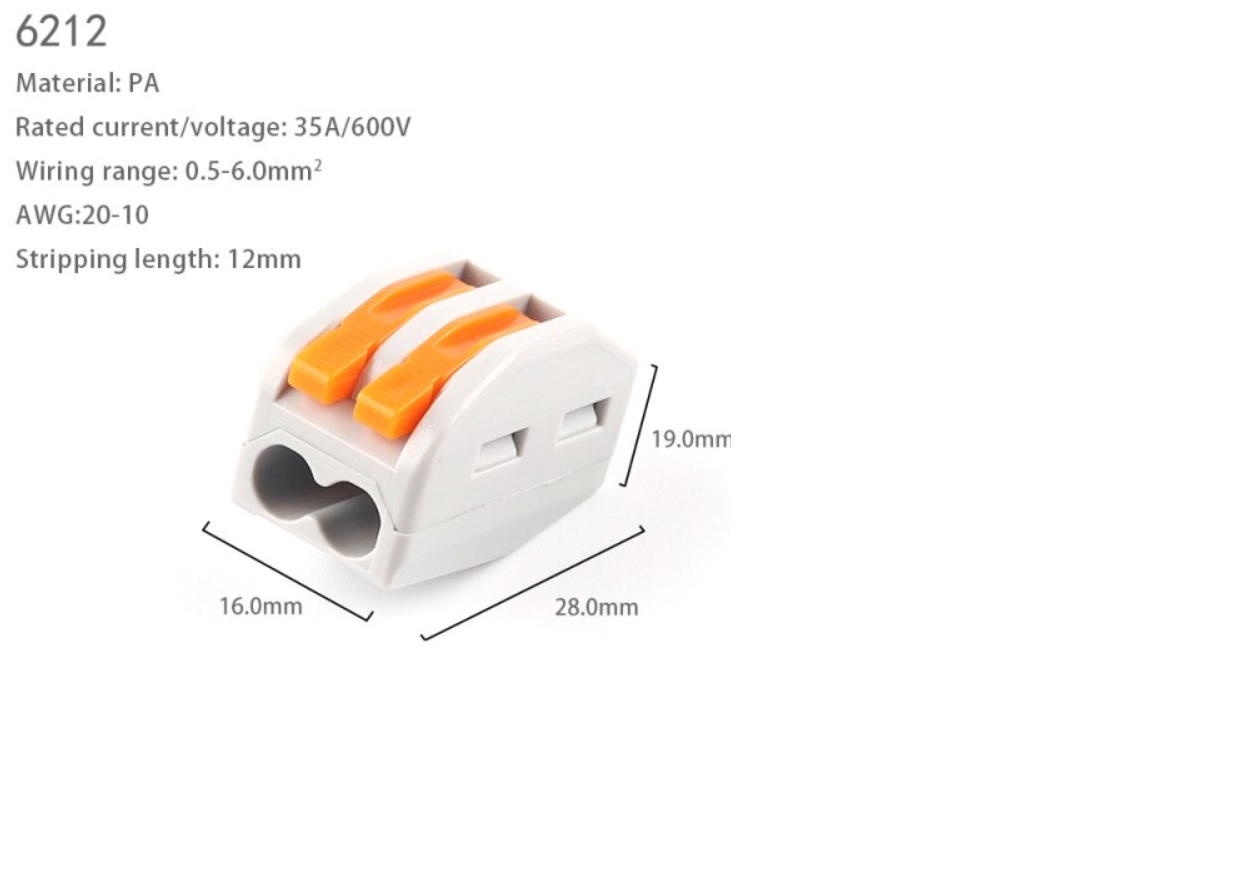 6212
Material: PA
Rated current/voltage: 35A/600V
Wiring range: 0.5-6.0mm²
AWG:20-10
Stripping length: 12mm
19.0mm
16.0mm
28.0mm